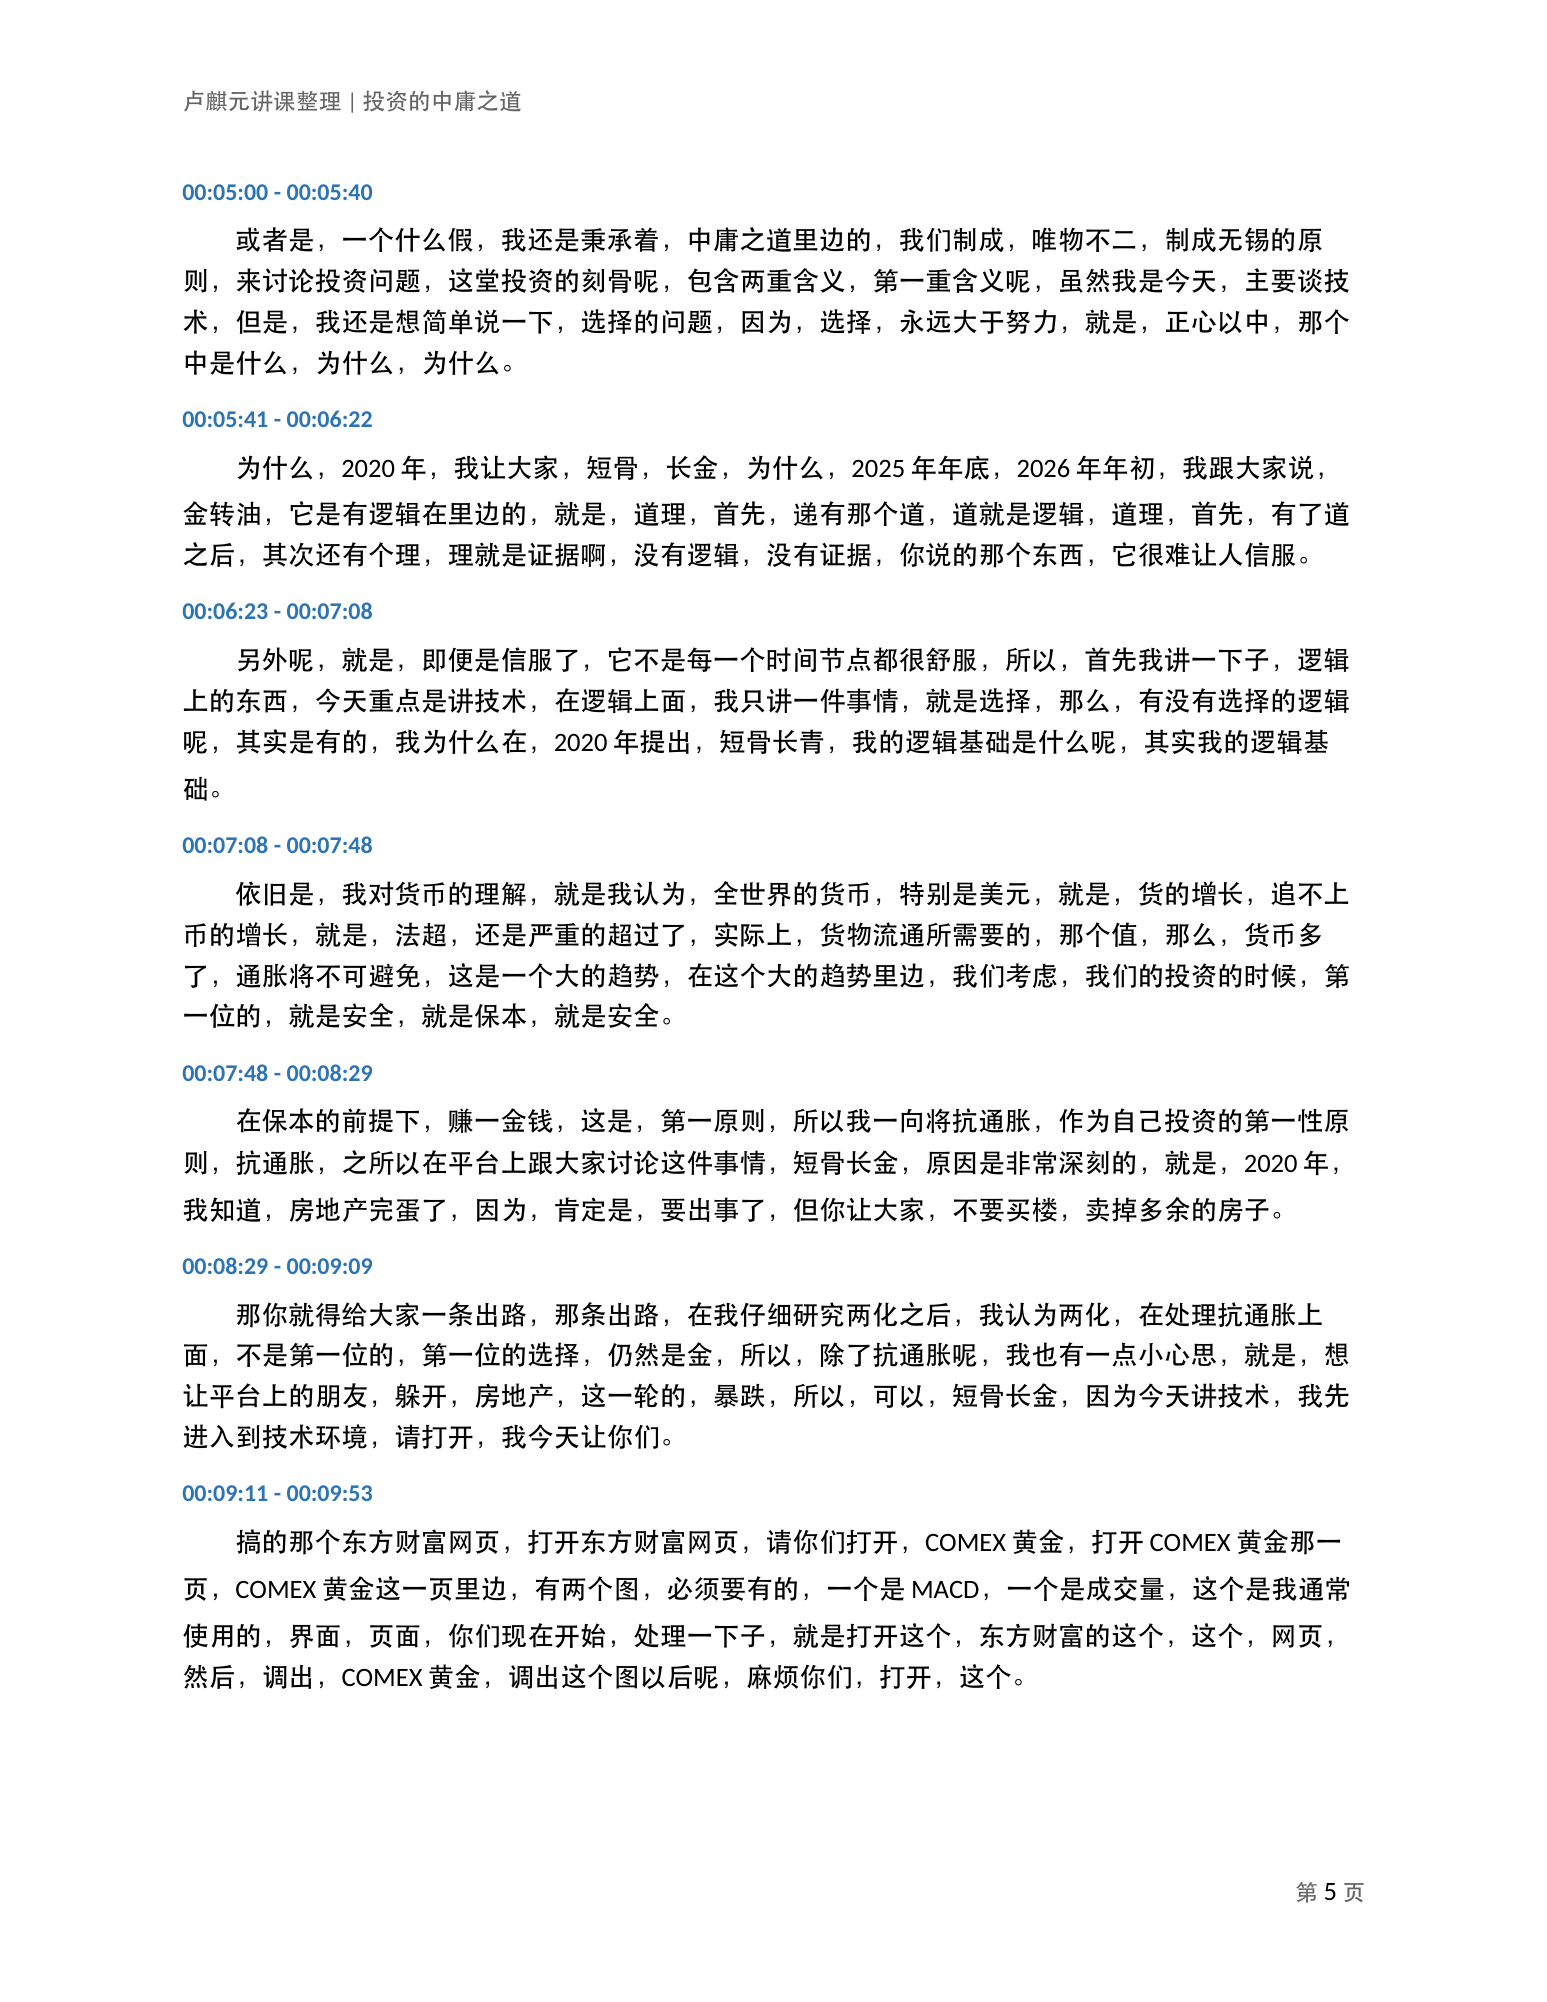 卢麒元讲课整理 | 投资的中庸之道
00:05:00 - 00:05:40
或者是，一个什么假，我还是秉承着，中庸之道里边的，我们制成，唯物不二，制成无锡的原
则，来讨论投资问题，这堂投资的刻骨呢，包含两重含义，第一重含义呢，虽然我是今天，主要谈技
术，但是，我还是想简单说一下，选择的问题，因为，选择，永远大于努力，就是，正心以中，那个
中是什么，为什么，为什么。
00:05:41 - 00:06:22
为什么，2020 年，我让大家，短骨，长金，为什么，2025 年年底，2026 年年初，我跟大家说，
金转油，它是有逻辑在里边的，就是，道理，首先，递有那个道，道就是逻辑，道理，首先，有了道
之后，其次还有个理，理就是证据啊，没有逻辑，没有证据，你说的那个东西，它很难让人信服。
00:06:23 - 00:07:08
另外呢，就是，即便是信服了，它不是每一个时间节点都很舒服，所以，首先我讲一下子，逻辑
上的东西，今天重点是讲技术，在逻辑上面，我只讲一件事情，就是选择，那么，有没有选择的逻辑
呢，其实是有的，我为什么在，2020 年提出，短骨长青，我的逻辑基础是什么呢，其实我的逻辑基
础。
00:07:08 - 00:07:48
依旧是，我对货币的理解，就是我认为，全世界的货币，特别是美元，就是，货的增长，追不上
币的增长，就是，法超，还是严重的超过了，实际上，货物流通所需要的，那个值，那么，货币多
了，通胀将不可避免，这是一个大的趋势，在这个大的趋势里边，我们考虑，我们的投资的时候，第
一位的，就是安全，就是保本，就是安全。
00:07:48 - 00:08:29
在保本的前提下，赚一金钱，这是，第一原则，所以我一向将抗通胀，作为自己投资的第一性原
则，抗通胀，之所以在平台上跟大家讨论这件事情，短骨长金，原因是非常深刻的，就是，2020 年，
我知道，房地产完蛋了，因为，肯定是，要出事了，但你让大家，不要买楼，卖掉多余的房子。
00:08:29 - 00:09:09
那你就得给大家一条出路，那条出路，在我仔细研究两化之后，我认为两化，在处理抗通胀上
面，不是第一位的，第一位的选择，仍然是金，所以，除了抗通胀呢，我也有一点小心思，就是，想
让平台上的朋友，躲开，房地产，这一轮的，暴跌，所以，可以，短骨长金，因为今天讲技术，我先
进入到技术环境，请打开，我今天让你们。
00:09:11 - 00:09:53
搞的那个东方财富网页，打开东方财富网页，请你们打开，COMEX 黄金，打开 COMEX 黄金那一
页，COMEX 黄金这一页里边，有两个图，必须要有的，一个是 MACD，一个是成交量，这个是我通常
使用的，界面，页面，你们现在开始，处理一下子，就是打开这个，东方财富的这个，这个，网页，
然后，调出，COMEX 黄金，调出这个图以后呢，麻烦你们，打开，这个。
第 5 页